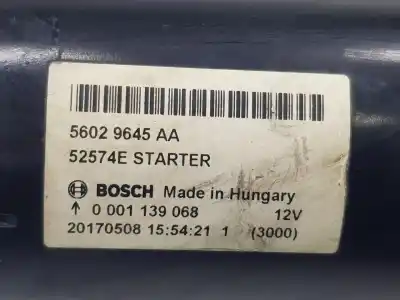 5602 9645 AA
52574E STARTER
BOSCH Made in Hungary
↑ 0 001 139 068 12V
20170508 15:54:21 1 (3000)